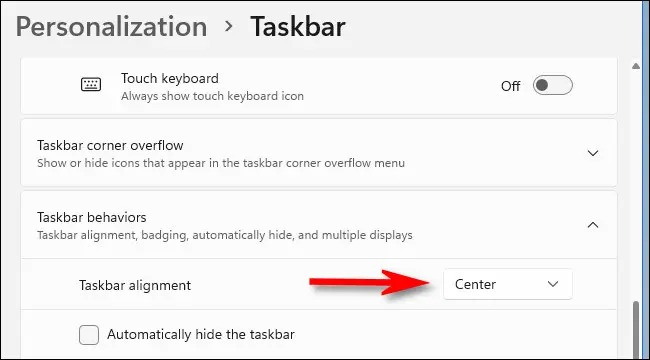 Personalization > Taskbar
Touch keyboard
Always show touch keyboard icon
Off
Taskbar corner overflow
Show or hide icons that appear in the taskbar corner overflow menu
Taskbar behaviors
Taskbar alignment, badging, automatically hide, and multiple displays
Taskbar alignment
Center
Automatically hide the taskbar